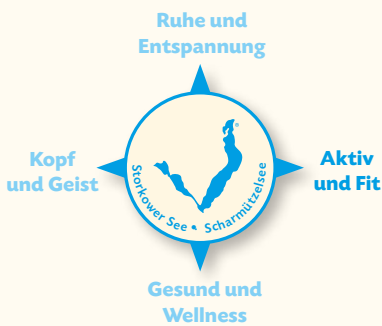 Ruhe und
Entspannung
Kopf
und Geist
Storkower See • Scharmützelsee
®
Aktiv
und Fit
Gesund und
Wellness